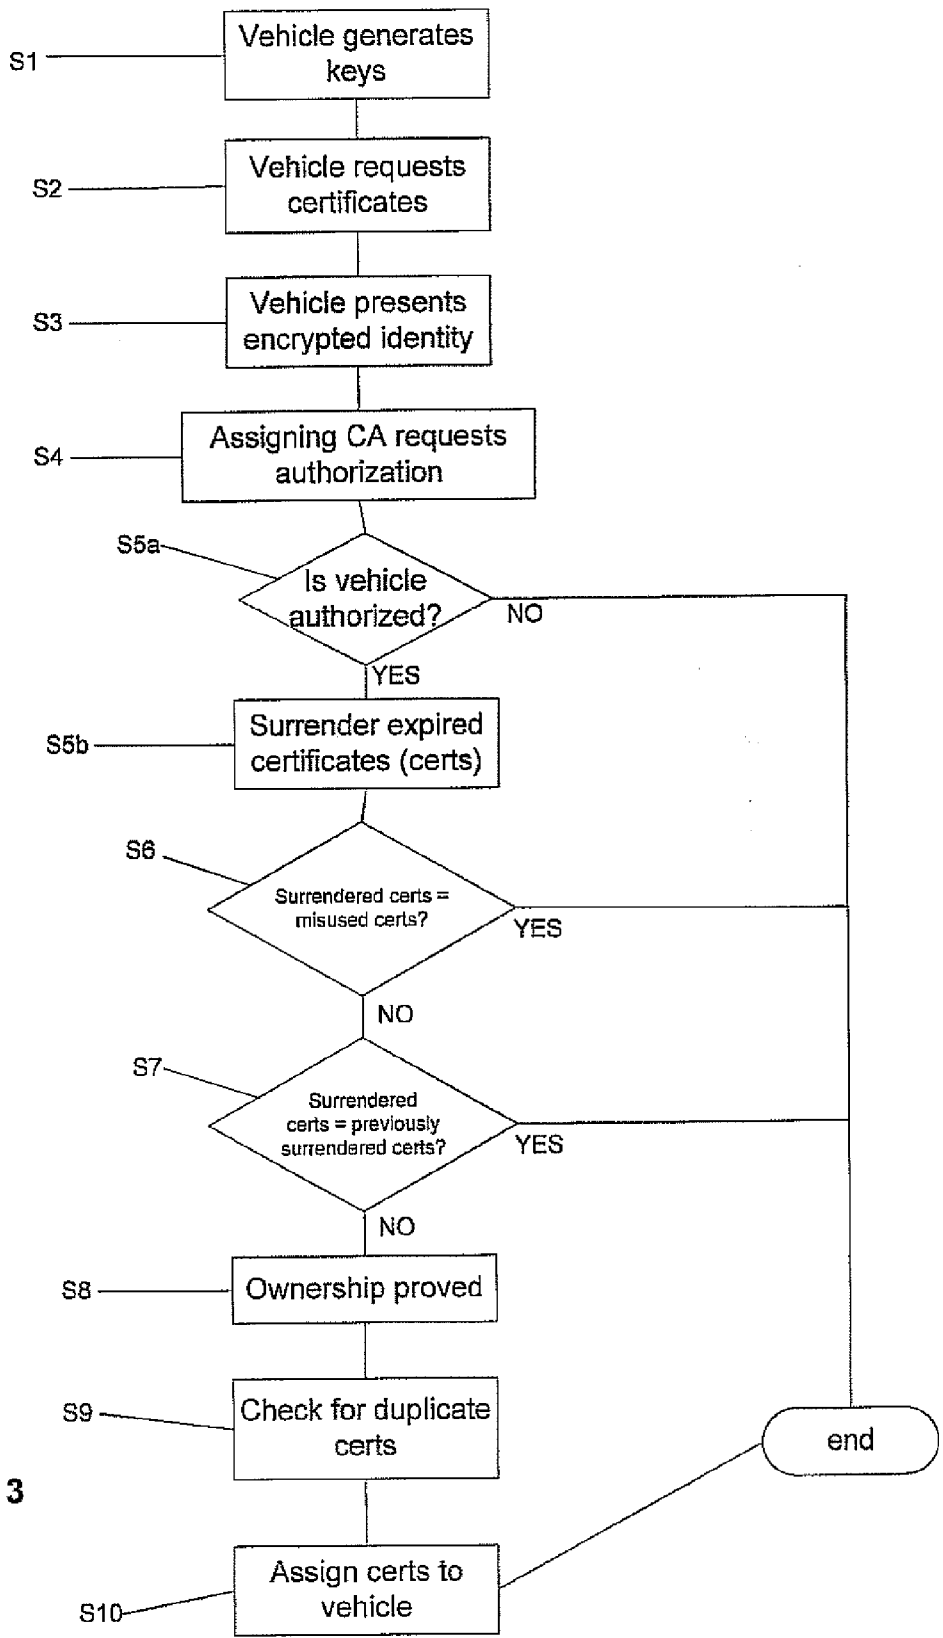 S1
Vehicle generates
keys
S2
Vehicle requests
certificates
S3
Vehicle presents
encrypted identity
S4
Assigning CA requests
authorization
S5a
Is vehicle
authorized?
NO
YES
S5b
Surrender expired
certificates (certs)
S6
Surrendered certs =
misused certs?
YES
NO
S7
Surrendered
certs = previously
surrendered certs?
YES
NO
S8
Ownership proved
S9
Check for duplicate
certs
end
3
S10
Assign certs to
vehicle